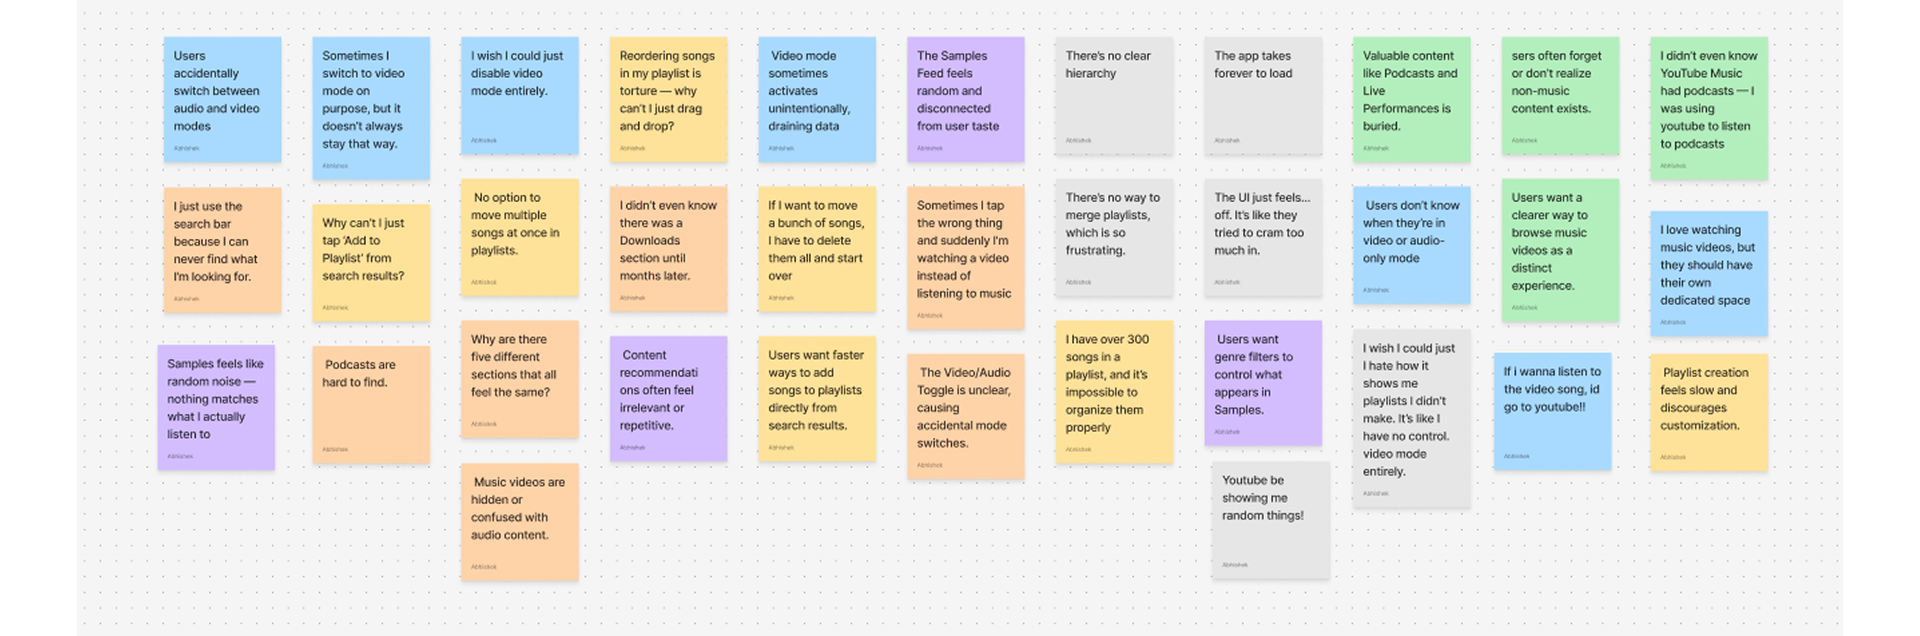 Users
accidentally
switch between
audio and video
modes
Abhishek
Sometimes I
switch to video
mode on
purpose, but it
doesn't always
stay that way.
Abhishek
I wish I could just
disable video
mode entirely.
Abhishek
Reordering songs
in my playlist is
torture — why
can't I just drag
and drop?
Abhishek
Video mode
sometimes
activates
unintentionally,
draining data
Abhishek
The Samples
Feed feels
random and
disconnected
from user taste
Abhishek
There's no clear
hierarchy
Abhishek
The app takes
forever to load
Abhishek
Valuable content
like Podcasts and
Live
Performances is
buried.
Abhishek
sers often forget
or don't realize
non-music
content exists.
Abhishek
I didn't even know
YouTube Music
had podcasts — I
was using
youtube to listen
to podcasts
Abhishek
I just use the
search bar
because I can
never find what
I'm looking for.
Abhishek
Why can't I just
tap 'Add to
Playlist' from
search results?
Abhishek
No option to
move multiple
songs at once in
playlists.
Abhishek
I didn't even know
there was a
Downloads
section until
months later.
Abhishek
If I want to move
a bunch of songs,
I have to delete
them all and start
over
Abhishek
Sometimes I tap
the wrong thing
and suddenly I'm
watching a video
instead of
listening to music
Abhishek
There's no way to
merge playlists,
which is so
frustrating.
Abhishek
The UI just feels...
off. It's like they
tried to cram too
much in.
Abhishek
Users don't know
when they're in
video or audio-
only mode
Abhishek
Users want a
clearer way to
browse music
videos as a
distinct
experience.
Abhishek
I love watching
music videos, but
they should have
their own
dedicated space
Abhishek
Samples feels like
random noise —
nothing matches
what I actually
listen to
Abhishek
Podcasts are
hard to find.
Abhishek
Why are there
five different
sections that all
feel the same?
Abhishek
Content
recommendati
ons often feel
irrelevant or
repetitive.
Abhishek
Users want faster
ways to add
songs to playlists
directly from
search results.
Abhishek
The Video/Audio
Toggle is unclear,
causing
accidental mode
switches.
Abhishek
I have over 300
songs in a
playlist, and it's
impossible to
organize them
properly
Abhishek
Users want
genre filters to
control what
appears in
Samples.
Abhishek
I wish I could just
I hate how it
shows me
playlists I didn't
make. It's like I
have no control.
video mode
entirely.
Abhishek
If i wanna listen to
the video song, id
go to youtube!!
Abhishek
Playlist creation
feels slow and
discourages
customization.
Abhishek
Music videos are
hidden or
confused with
audio content.
Abhishek
Youtube be
showing me
random things!
Abhishek